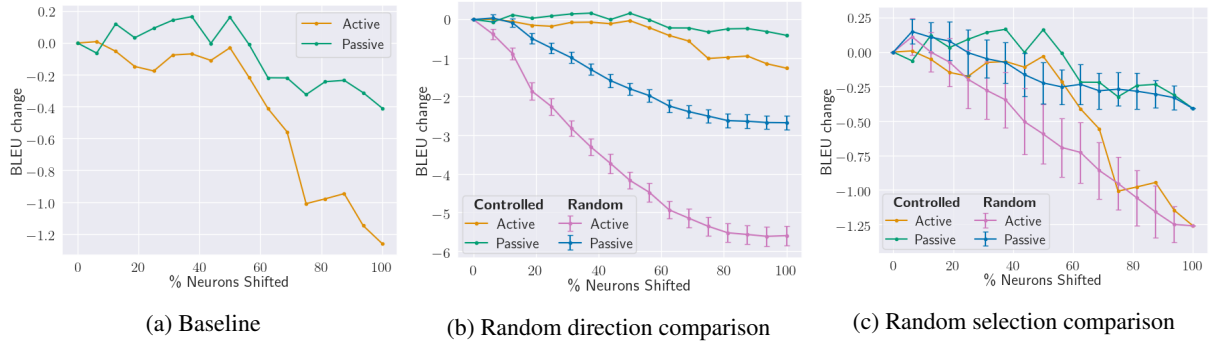 0.2
0.0
−0.2
−0.4
−0.6
−0.8
−1.0
−1.2
BLEU change
Active
Passive
0 20 40 60 80 100
% Neurons Shifted
(a) Baseline
0
−1
−2
−3
−4
−5
−6
BLEU change
Controlled Random
Active Active
Passive Passive
0 20 40 60 80 100
% Neurons Shifted
(b) Random direction comparison
0.25
0.00
−0.25
−0.50
−0.75
−1.00
−1.25
BLEU change
Controlled Random
Active Active
Passive Passive
0 20 40 60 80 100
% Neurons Shifted
(c) Random selection comparison